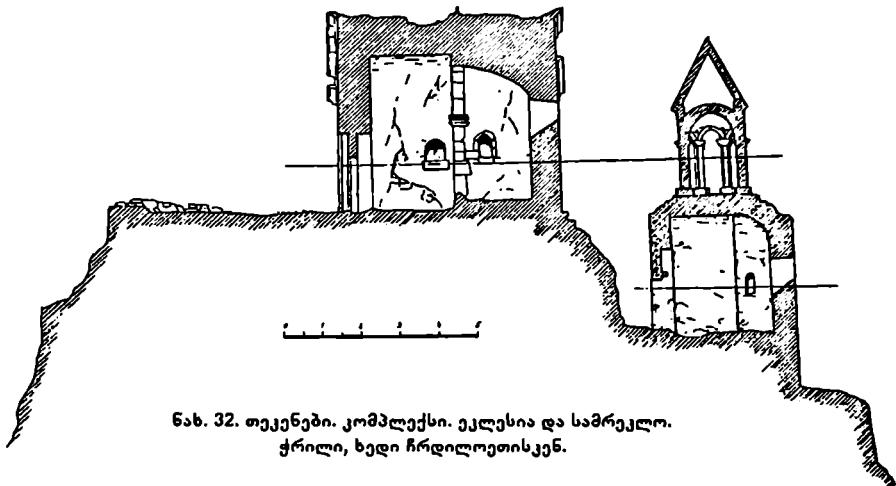 ნახ. 32. თეკენები. კომპლექსი. ეკლესია და სამრეკლო.
ჭრილი, ხედი ჩრდილოეთისკენ.